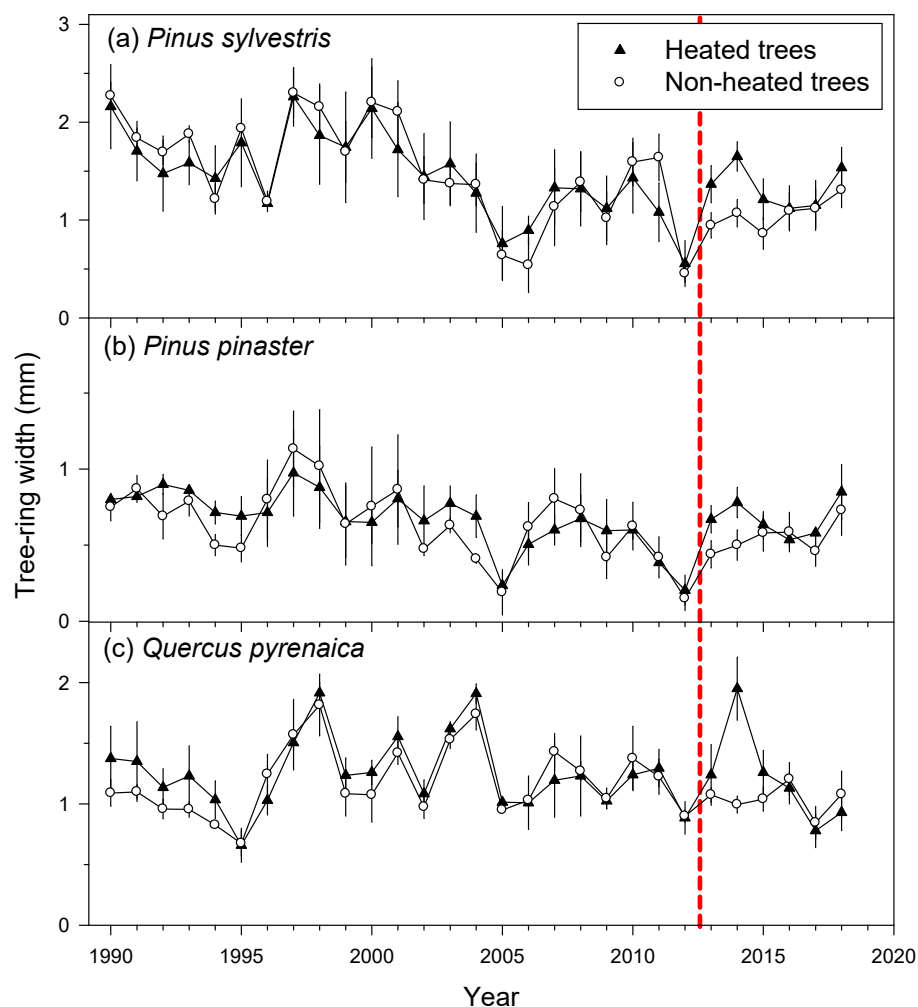 (a) Pinus sylvestris
Heated trees
Non-heated trees
3
2
1
0
(b) Pinus pinaster
1
0
(c) Quercus pyrenaica
2
1
0
Tree-ring width (mm)
1990 1995 2000 2005 2010 2015 2020
Year